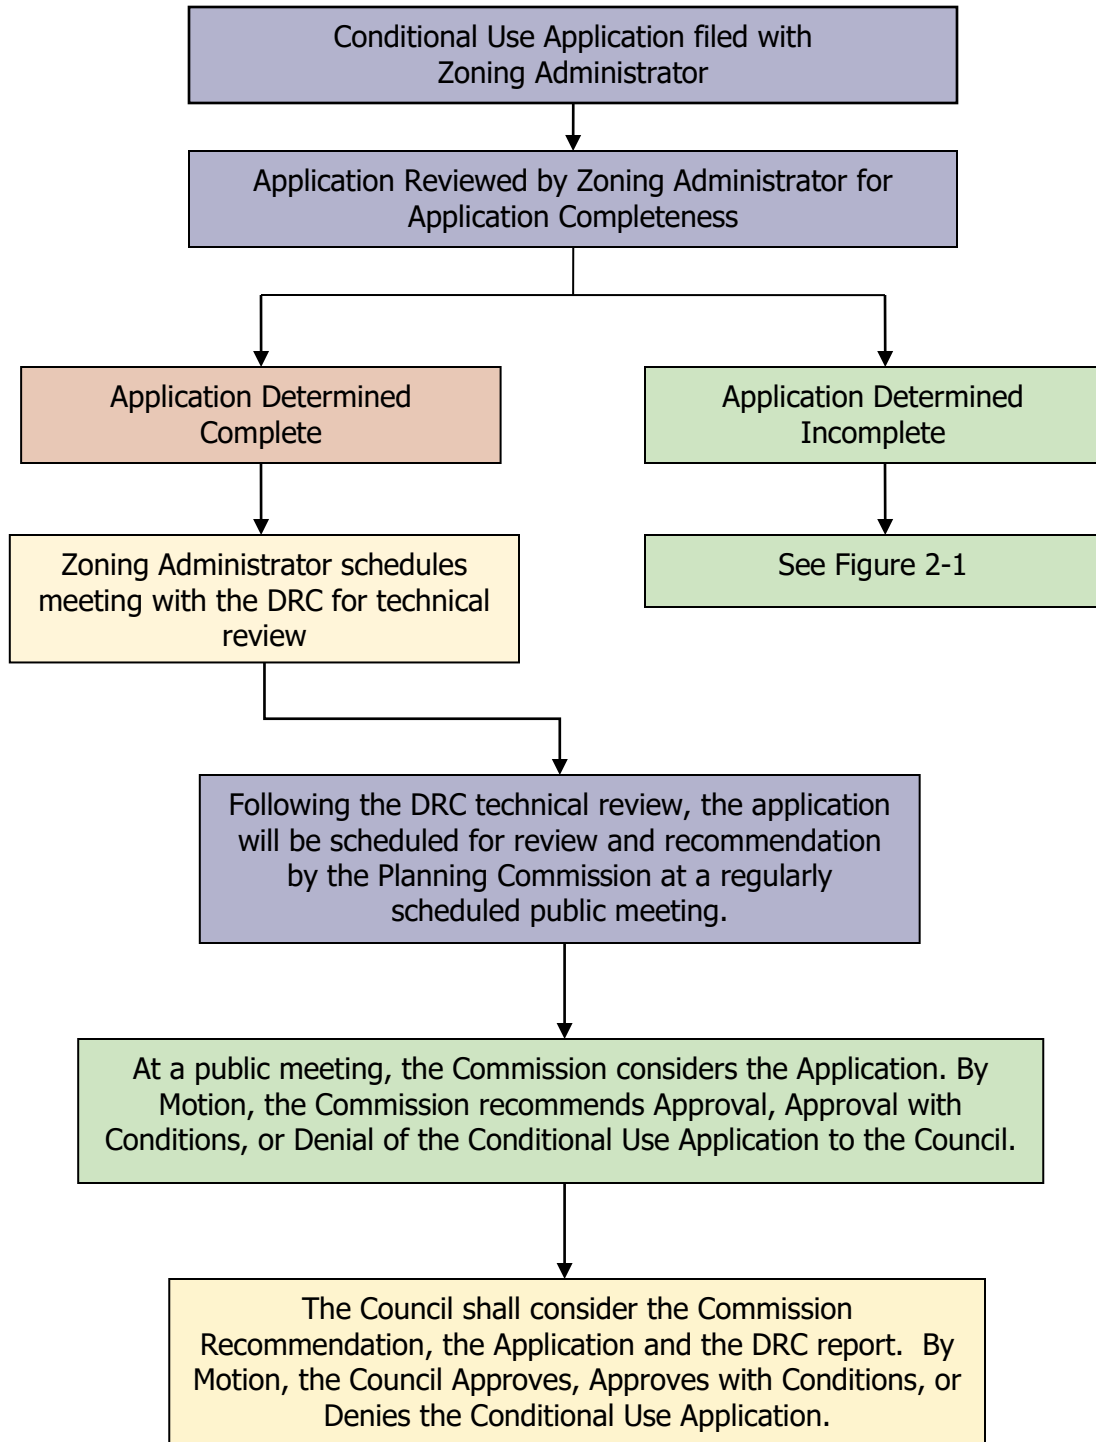 Conditional Use Application filed with
Zoning Administrator
Application Reviewed by Zoning Administrator for
Application Completeness
Application Determined
Complete
Application Determined
Incomplete
Zoning Administrator schedules
meeting with the DRC for technical
review
See Figure 2-1
Following the DRC technical review, the application
will be scheduled for review and recommendation
by the Planning Commission at a regularly
scheduled public meeting.
At a public meeting, the Commission considers the Application. By
Motion, the Commission recommends Approval, Approval with
Conditions, or Denial of the Conditional Use Application to the Council.
The Council shall consider the Commission
Recommendation, the Application and the DRC report.  By
Motion, the Council Approves, Approves with Conditions, or
Denies the Conditional Use Application.